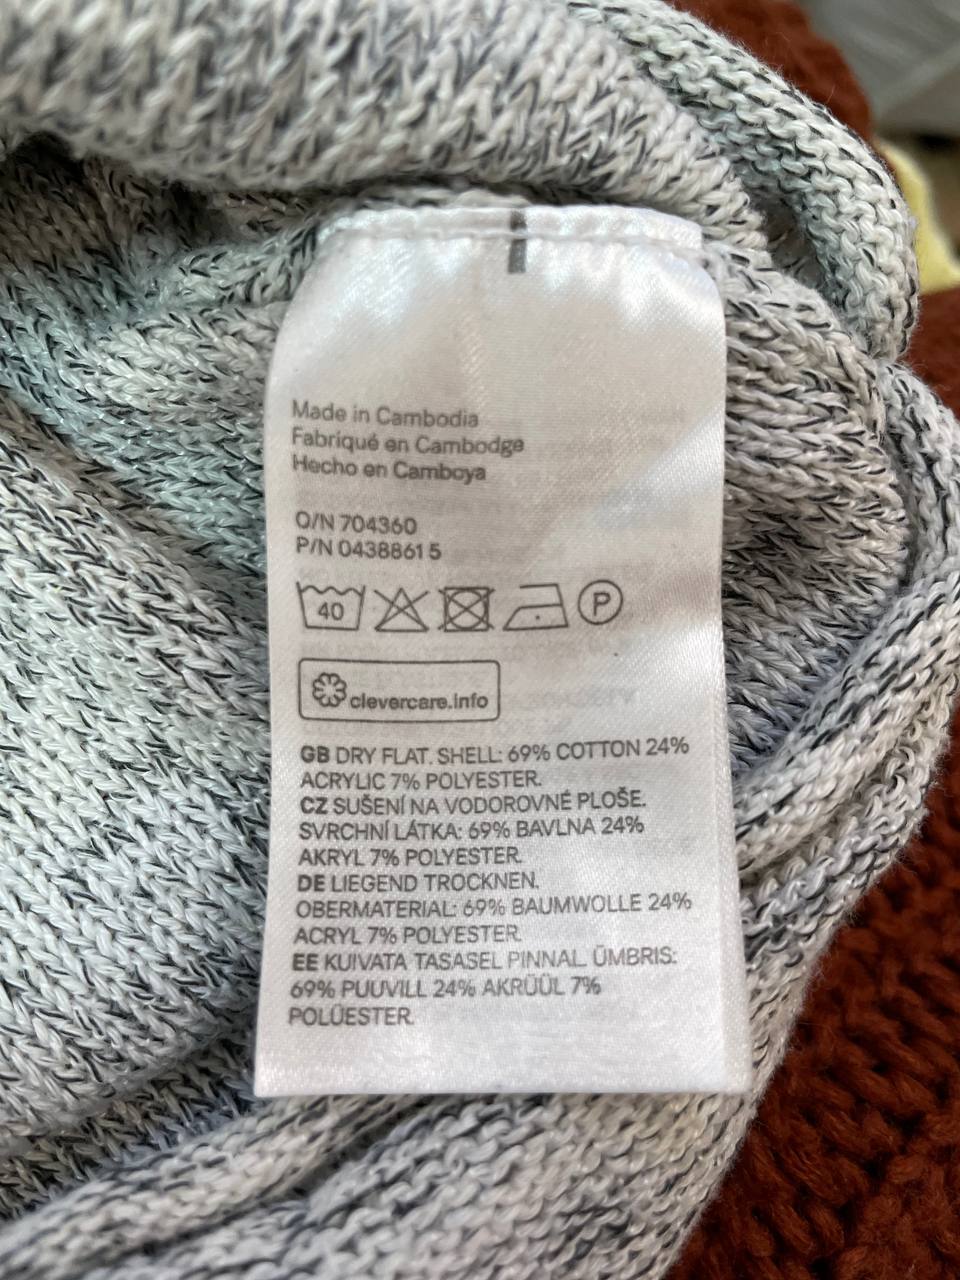 Made in Cambodia
Fabriqué en Cambodge
Hecho en Camboya
O/N 704360
P/N 0438861 5
40 P
clevercare.info
GB DRY FLAT. SHELL: 69% COTTON 24%
ACRYLIC 7% POLYESTER.
CZ SUŠENÍ NA VODOROVNÉ PLOŠE.
SVRCHNÍ LÁTKA: 69% BAVLNA 24%
AKRYL 7% POLYESTER.
DE LIEGEND TROCKNEN.
OBERMATERIAL: 69% BAUMWOLLE 24%
ACRYL 7% POLYESTER.
EE KUIVATA TASASEL PINNAL. ÜMBRIS:
69% PUUVILL 24% AKRÜÜL 7%
POLÜESTER.